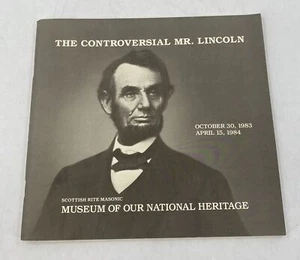 THE CONTROVERSIAL MR. LINCOLN
OCTOBER 30, 1983
APRIL 15, 1984
SCOTTISH RITE MASONIC
MUSEUM OF OUR NATIONAL HERITAGE